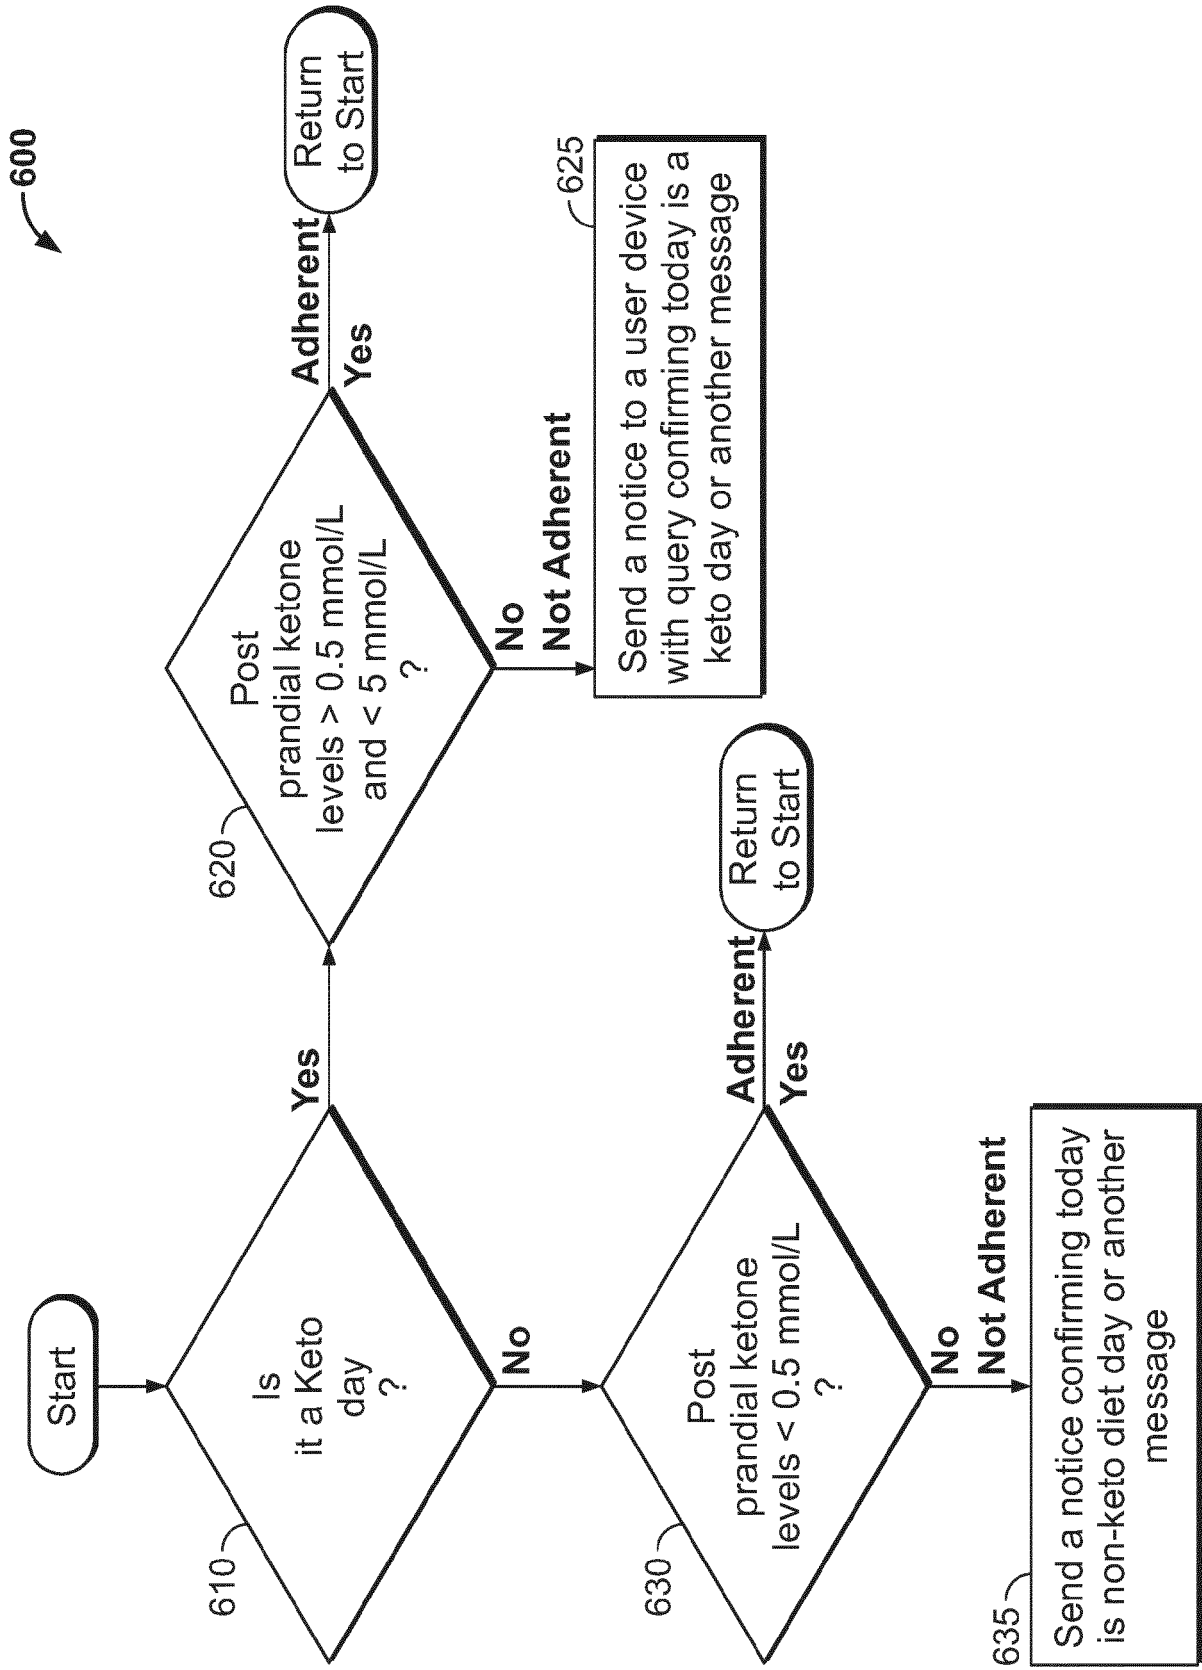 600
Start
610
Is
it a Keto
day
?
Yes
620
Post
prandial ketone
levels > 0.5 mmol/L
and < 5 mmol/L
?
Adherent
Yes
Return
to Start
No
Not Adherent
625
Send a notice to a user device
with query confirming today is a
keto day or another message
No
630
Post
prandial ketone
levels < 0.5 mmol/L
?
Adherent
Yes
Return
to Start
No
Not Adherent
635
Send a notice confirming today
is non-keto diet day or another
message